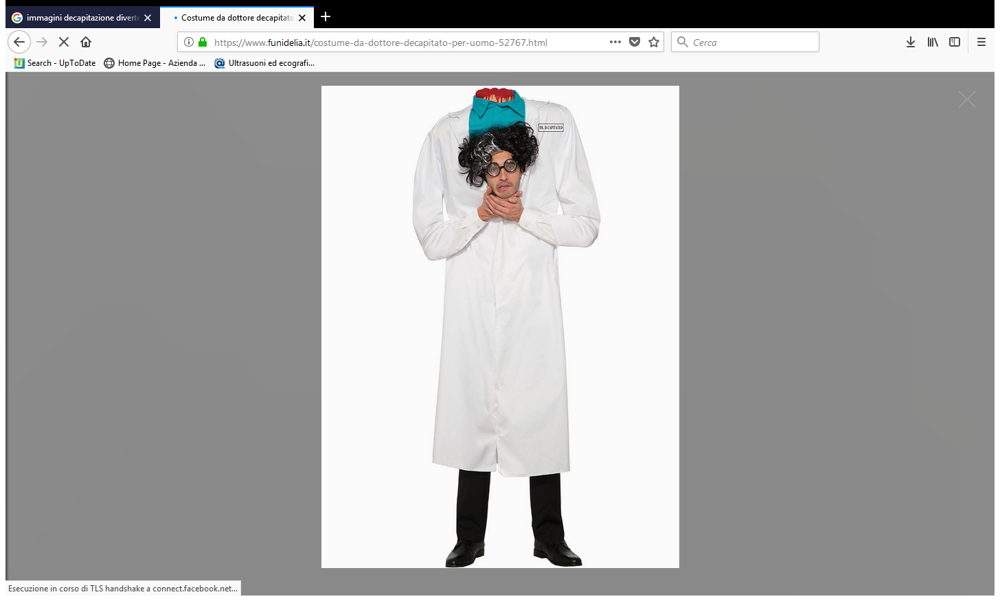 immagini decapitazione diverte
Costume da dottore decapitato
https://www.funidelia.it/costume-da-dottore-decapitato-per-uomo-52767.html
Cerca
Search - UpToDate
Home Page - Azienda ...
Ultrasuoni ed ecografi...
DR. D.CAPITATED
Esecuzione in corso di TLS handshake a connect.facebook.net...